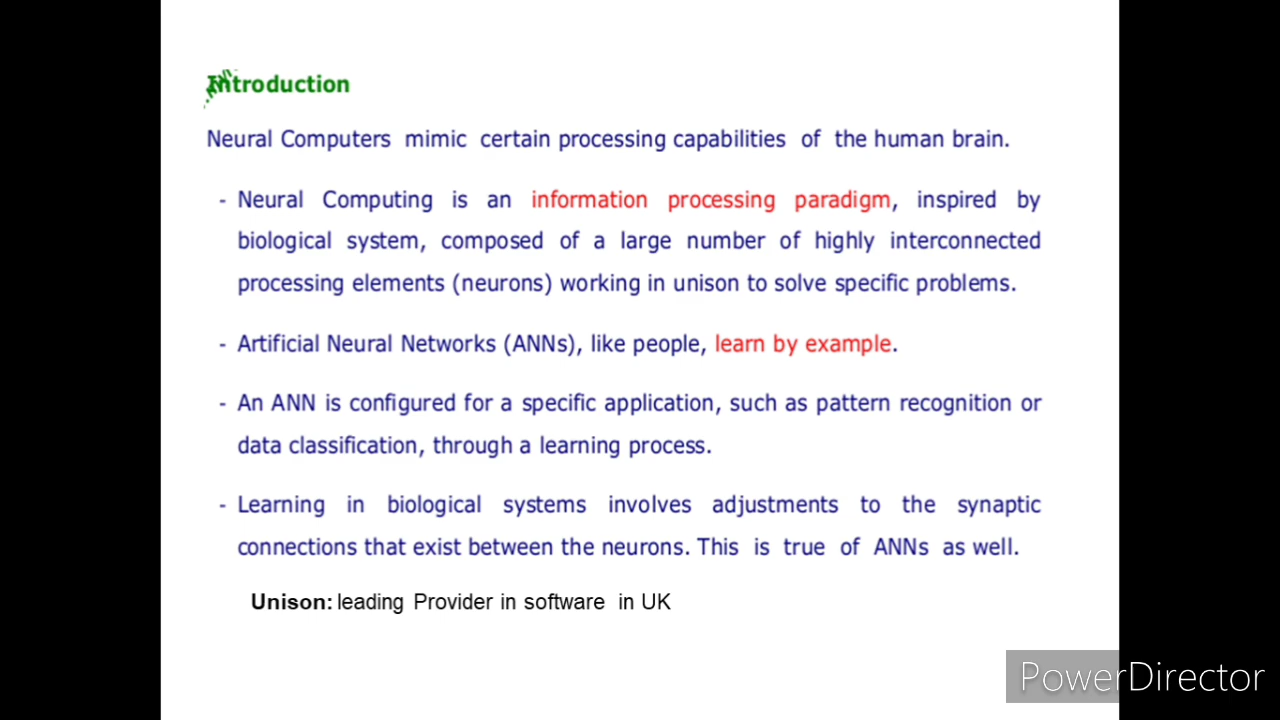 Introduction
Neural Computers mimic certain processing capabilities of the human brain.
- Neural Computing is an information processing paradigm, inspired by
biological system, composed of a large number of highly interconnected
processing elements (neurons) working in unison to solve specific problems.
- Artificial Neural Networks (ANNs), like people, learn by example.
- An ANN is configured for a specific application, such as pattern recognition or
data classification, through a learning process.
- Learning in biological systems involves adjustments to the synaptic
connections that exist between the neurons. This is true of ANNs as well.
Unison: leading Provider in software in UK
PowerDirector